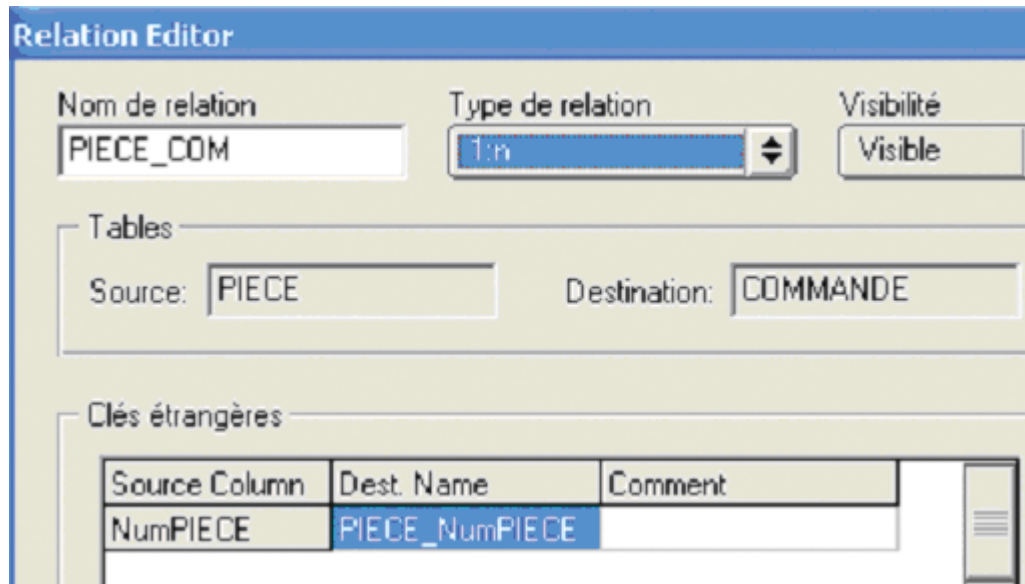 Relation Editor
Nom de relation Type de relation Visibilité
PIECE_COM 1:n Visible
Tables
Source: PIECE Destination: COMMANDE
Clés étrangères
Source Column Dest. Name Comment
NumPIECE PIECE_NumPIECE